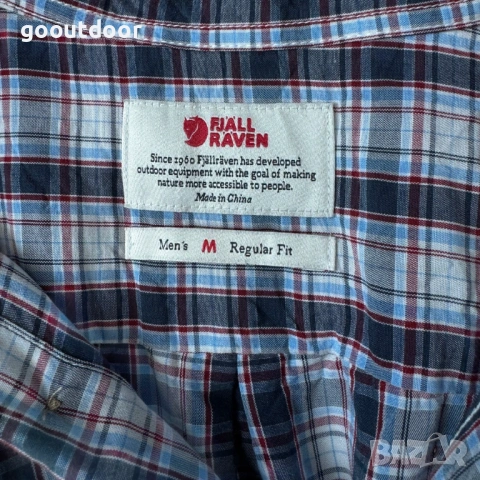 gooutdoor
FJÄLL
RÄVEN
Since 1960 Fjällräven has developed
outdoor equipment with the goal of making
nature more accessible to people.
Made in China
Men's M Regular Fit
BAZAR